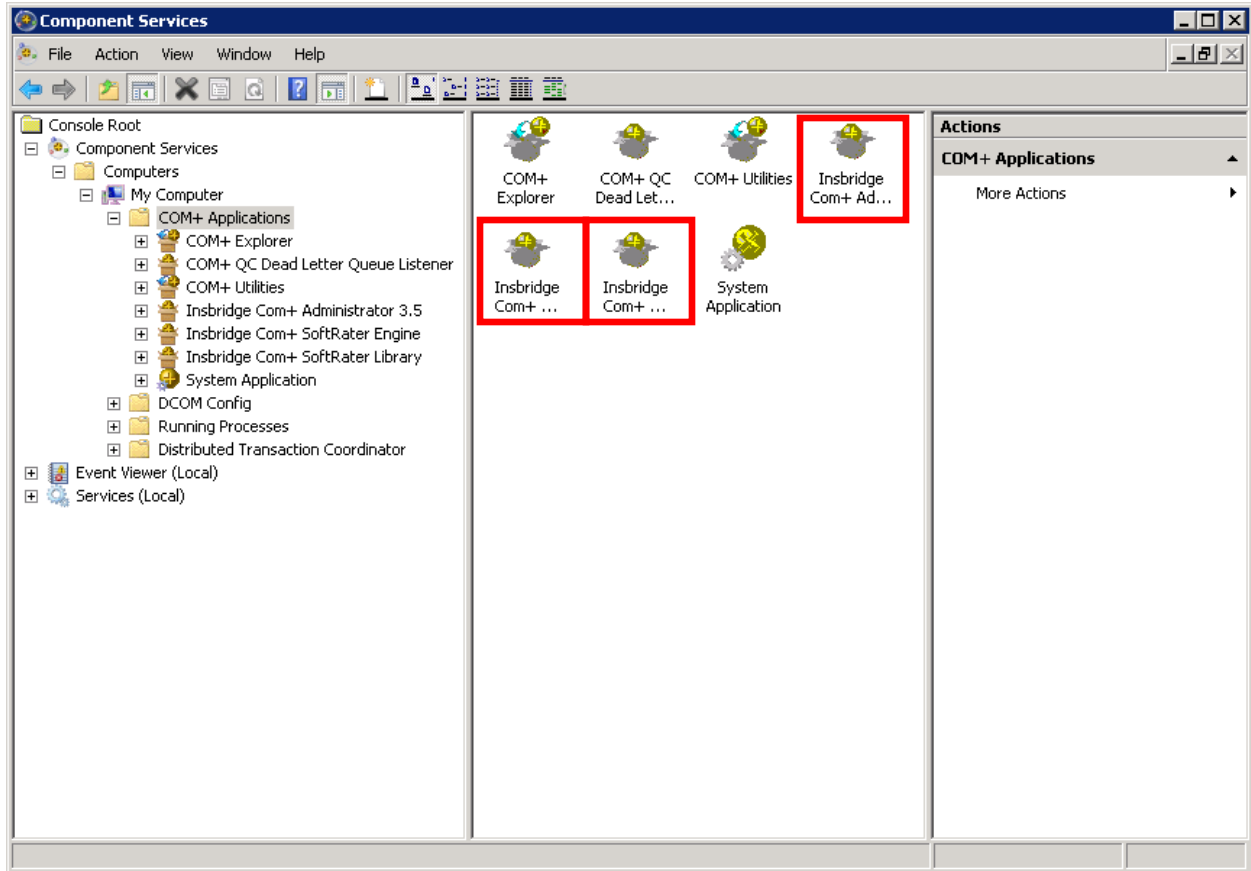 Component Services
File Action View Window Help
Console Root
Component Services
Computers
My Computer
COM+ Applications
COM+ Explorer
COM+ QC Dead Letter Queue Listener
COM+ Utilities
Insbridge Com+ Administrator 3.5
Insbridge Com+ SoftRater Engine
Insbridge Com+ SoftRater Library
System Application
DCOM Config
Running Processes
Distributed Transaction Coordinator
Event Viewer (Local)
Services (Local)
COM+
Explorer
COM+ QC
Dead Let...
COM+ Utilities
Insbridge
Com+ Ad...
Insbridge
Com+ ...
Insbridge
Com+ ...
System
Application
Actions
COM+ Applications
More Actions